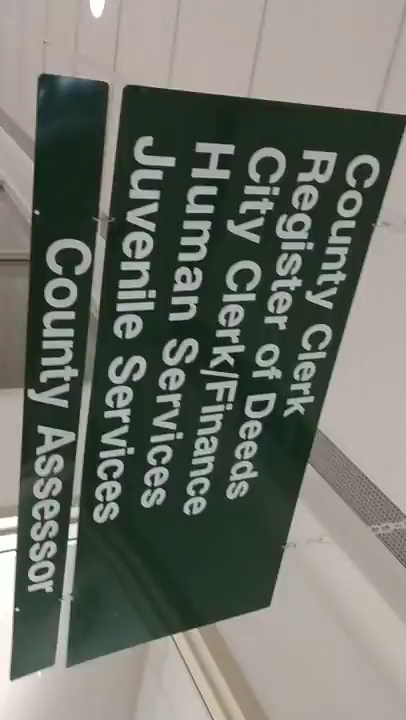 County Clerk
Register of Deeds
City Clerk/Finance
Human Services
Juvenile Services
County Assessor